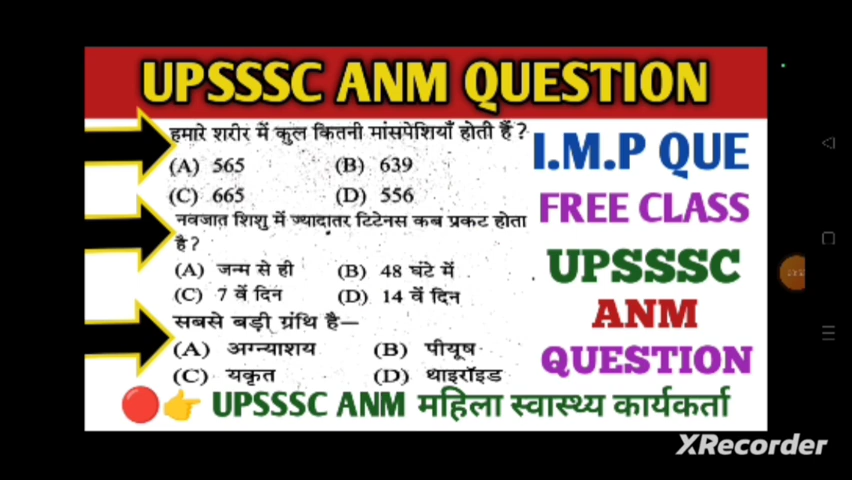 UPSSSC ANM QUESTION
हमारे शरीर में कुल कितनी मांसपेशियाँ होती हैं?
(A) 565 (B) 639
(C) 665 (D) 556
नवजात शिशु में ज्यादातर टिटेनस कब प्रकट होता
है?
(A) जन्म से ही (B) 48 घंटे में
(C) 7 वें दिन (D) 14 वें दिन
सबसे बड़ी ग्रंथि है—
(A) अग्न्याशय (B) पीयूष
(C) यकृत (D) थाइरॉइड
I.M.P QUE
FREE CLASS
UPSSSC
ANM
QUESTION
UPSSSC ANM महिला स्वास्थ्य कार्यकर्ता
XRecorder